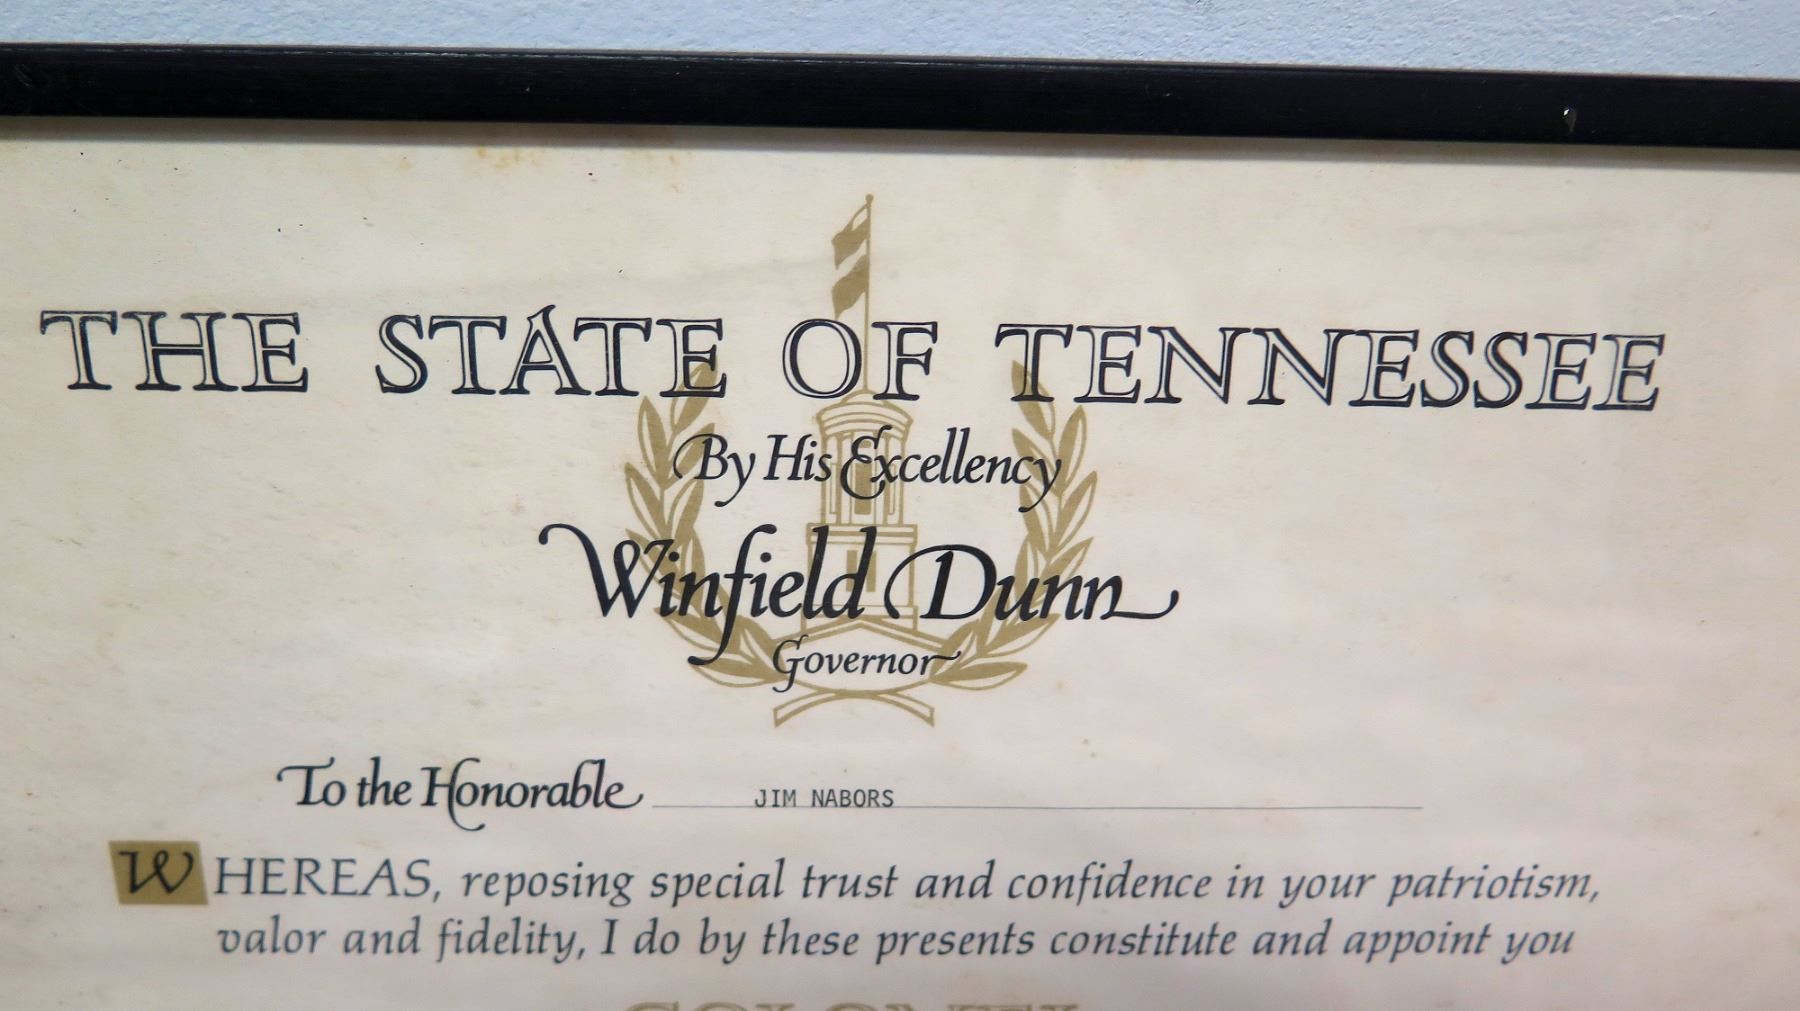 THE STATE OF TENNESSEE
By His Excellency
Winfield Dunn
Governor
To the Honorable JIM NABORS
WHEREAS, reposing special trust and confidence in your patriotism,
valor and fidelity, I do by these presents constitute and appoint you